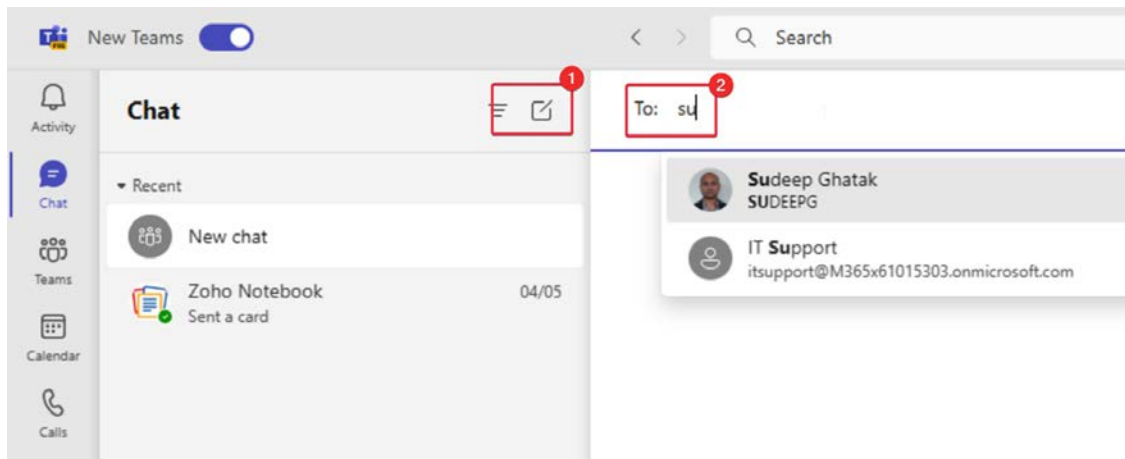 New Teams
Search
Activity
Chat
Teams
Calendar
Calls
Chat
1
Recent
New chat
Zoho Notebook 04/05
Sent a card
To: su
2
Sudeep Ghatak
SUDEEPG
IT Support
itsupport@M365x61015303.onmicrosoft.com